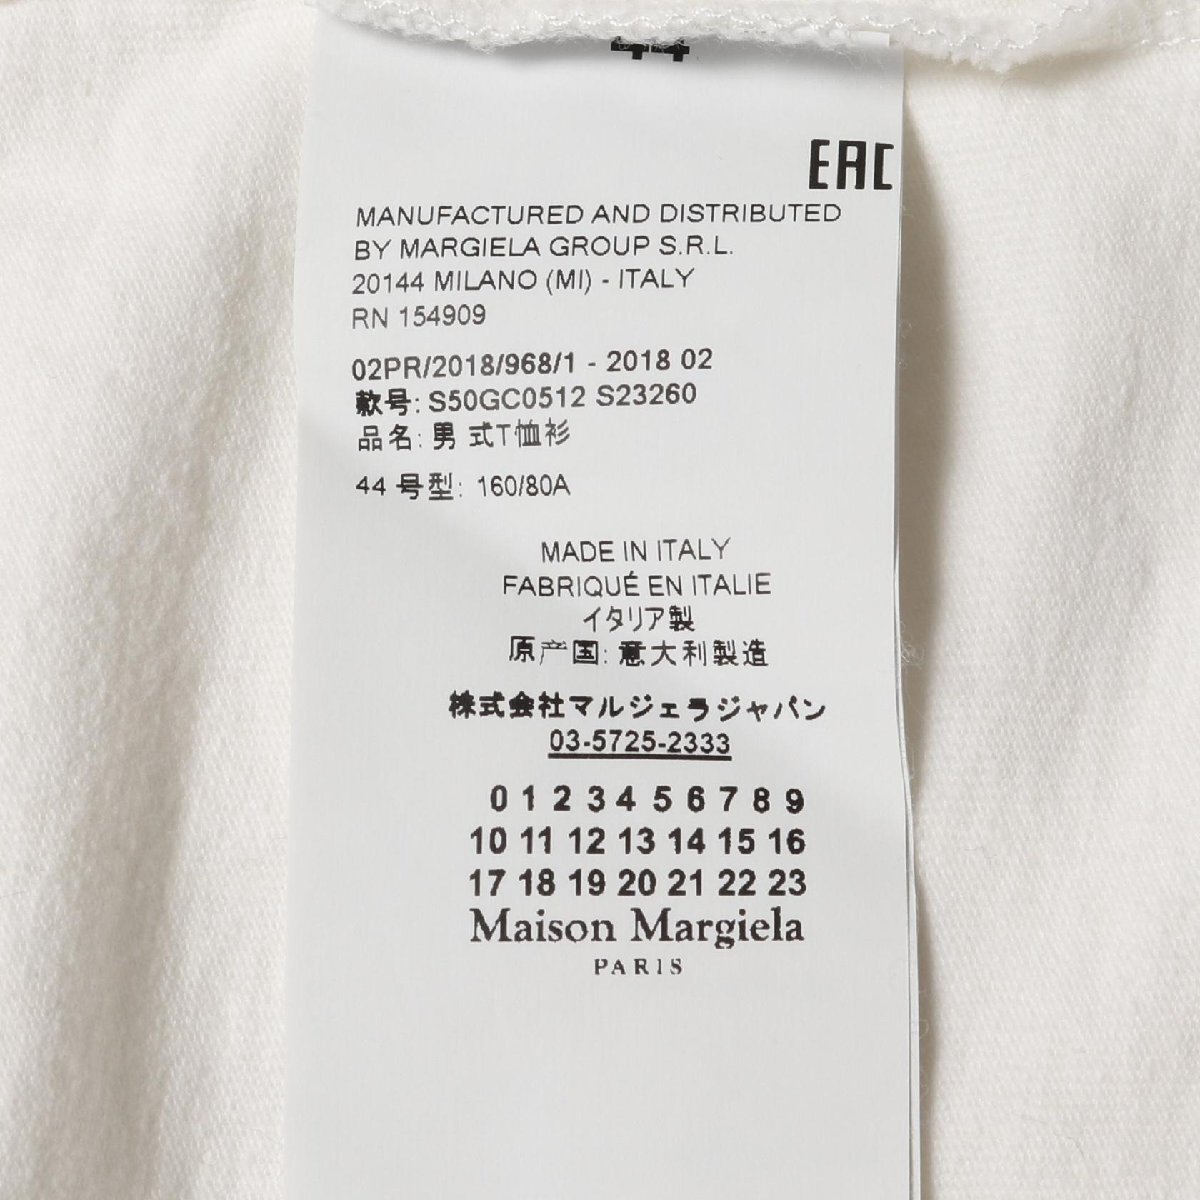 44
EAC
MANUFACTURED AND DISTRIBUTED
BY MARGIELA GROUP S.R.L.
20144 MILANO (MI) - ITALY
RN 154909
02PR/2018/968/1 - 2018 02
款号: S50GC0512 S23260
品名: 男 式T恤衫
44 号型: 160/80A
MADE IN ITALY
FABRIQUÉ EN ITALIE
イタリア製
原产国: 意大利製造
株式会社マルジェラジャパン
03-5725-2333
0 1 2 3 4 5 6 7 8 9
10 11 12 13 14 15 16
17 18 19 20 21 22 23
Maison Margiela
PARIS